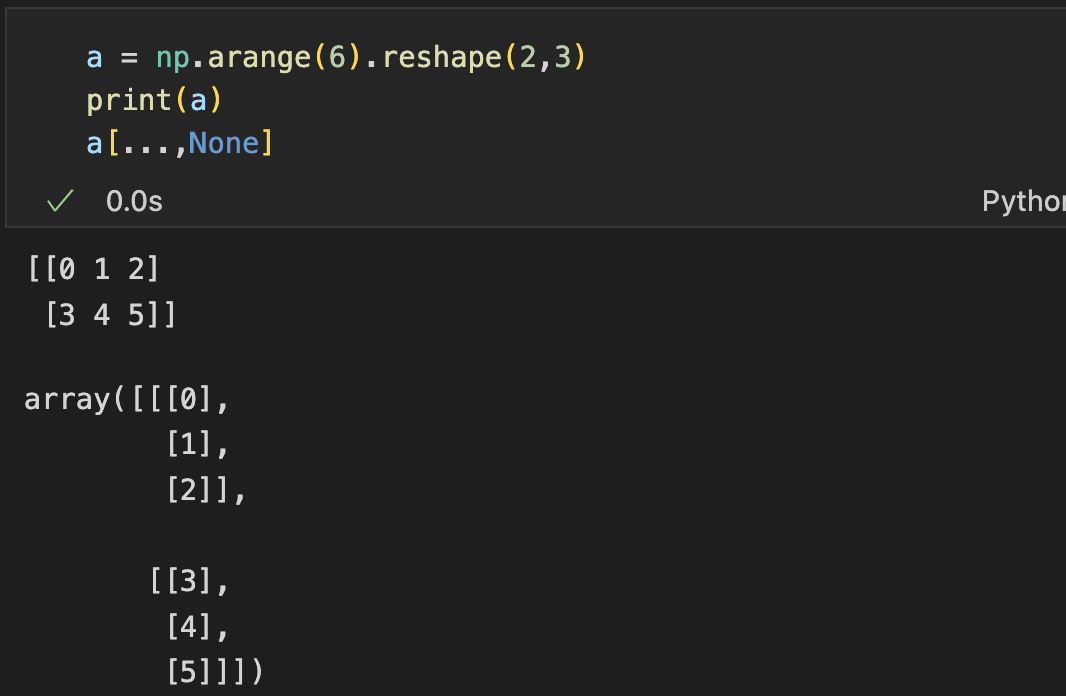 a = np.arange(6).reshape(2,3)
print(a)
a[...,None]
✓ 0.0s
[[0 1 2]
 [3 4 5]]
array([[[0],
        [1],
        [2]],
       [[3],
        [4],
        [5]]])